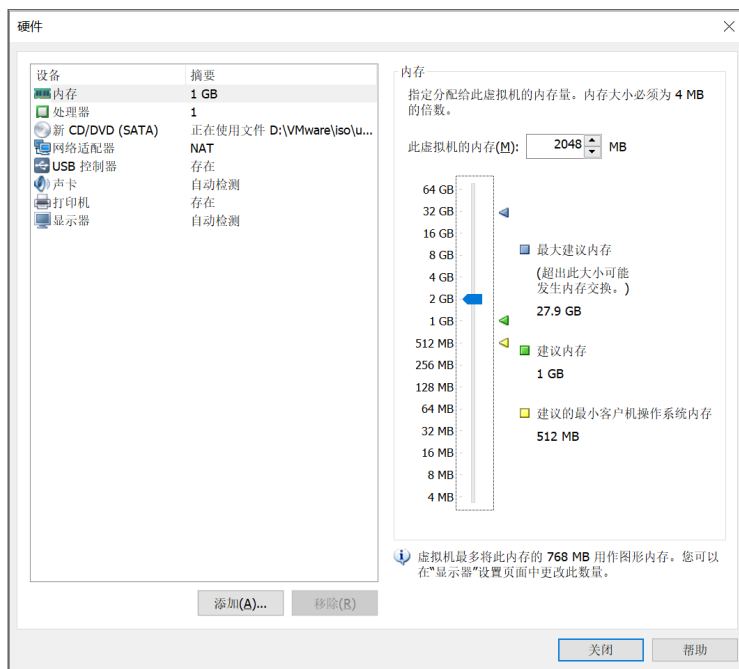 硬件
设备 摘要
内存 1 GB
处理器 1
新 CD/DVD (SATA) 正在使用文件 D:\VMware\iso\u...
网络适配器 NAT
USB 控制器 存在
声卡 自动检测
打印机 存在
显示器 自动检测
添加(A)... 移除(R)
内存
指定分配给此虚拟机的内存量。内存大小必须为 4 MB
的倍数。
此虚拟机的内存(M): 2048 MB
64 GB
32 GB
16 GB
8 GB
4 GB
2 GB
1 GB
512 MB
256 MB
128 MB
64 MB
32 MB
16 MB
8 MB
4 MB
最大建议内存
(超出此大小可能
发生内存交换。)
27.9 GB
建议内存
1 GB
建议的最小客户机操作系统内存
512 MB
虚拟机最多将此内存的 768 MB 用作图形内存。您可以
在“显示器”设置页面中更改此数量。
关闭 帮助